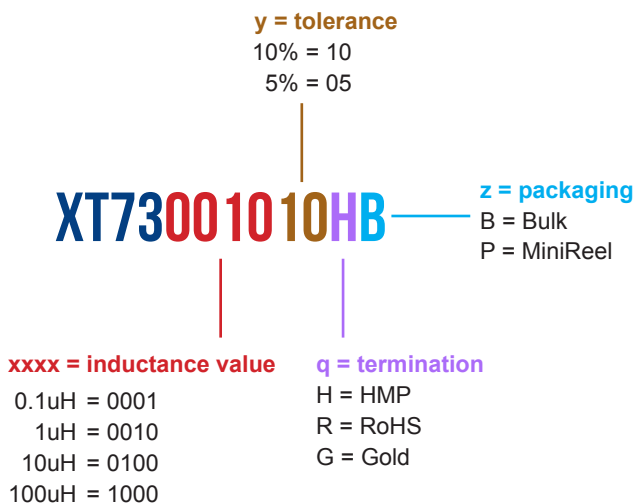 y = tolerance
10% = 10
5% = 05
XT73001010HB
z = packaging
B = Bulk
P = MiniReel
xxxx = inductance value
0.1uH = 0001
1uH = 0010
10uH = 0100
100uH = 1000
q = termination
H = HMP
R = RoHS
G = Gold